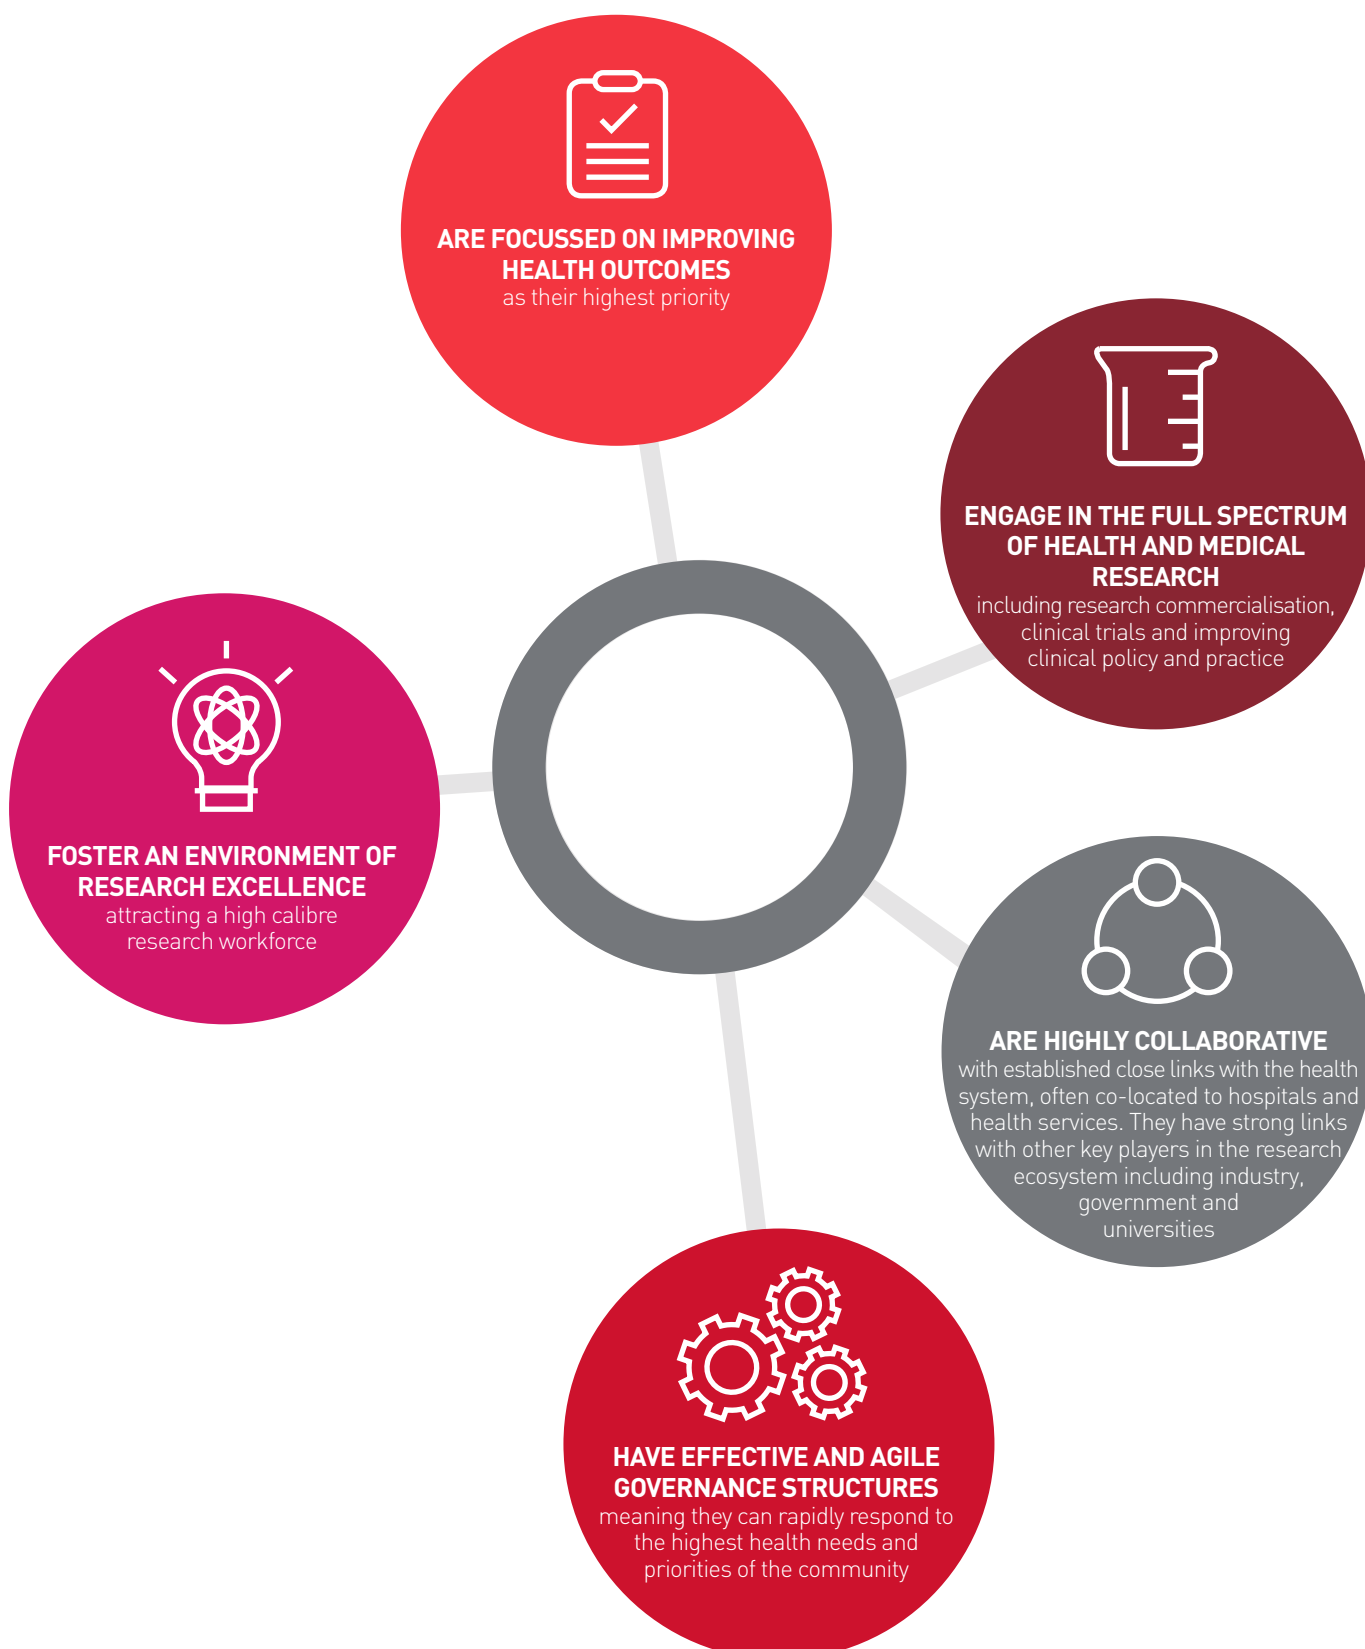 ARE FOCUSSED ON IMPROVING
HEALTH OUTCOMES
as their highest priority
ENGAGE IN THE FULL SPECTRUM
OF HEALTH AND MEDICAL
RESEARCH
including research commercialisation,
clinical trials and improving
clinical policy and practice
FOSTER AN ENVIRONMENT OF
RESEARCH EXCELLENCE
attracting a high calibre
research workforce
ARE HIGHLY COLLABORATIVE
with established close links with the health
system, often co-located to hospitals and
health services. They have strong links
with other key players in the research
ecosystem including industry,
government and
universities
HAVE EFFECTIVE AND AGILE
GOVERNANCE STRUCTURES
meaning they can rapidly respond to
the highest health needs and
priorities of the community